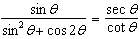 sin θ / (sin² θ + cos 2θ) = sec θ / cot θ